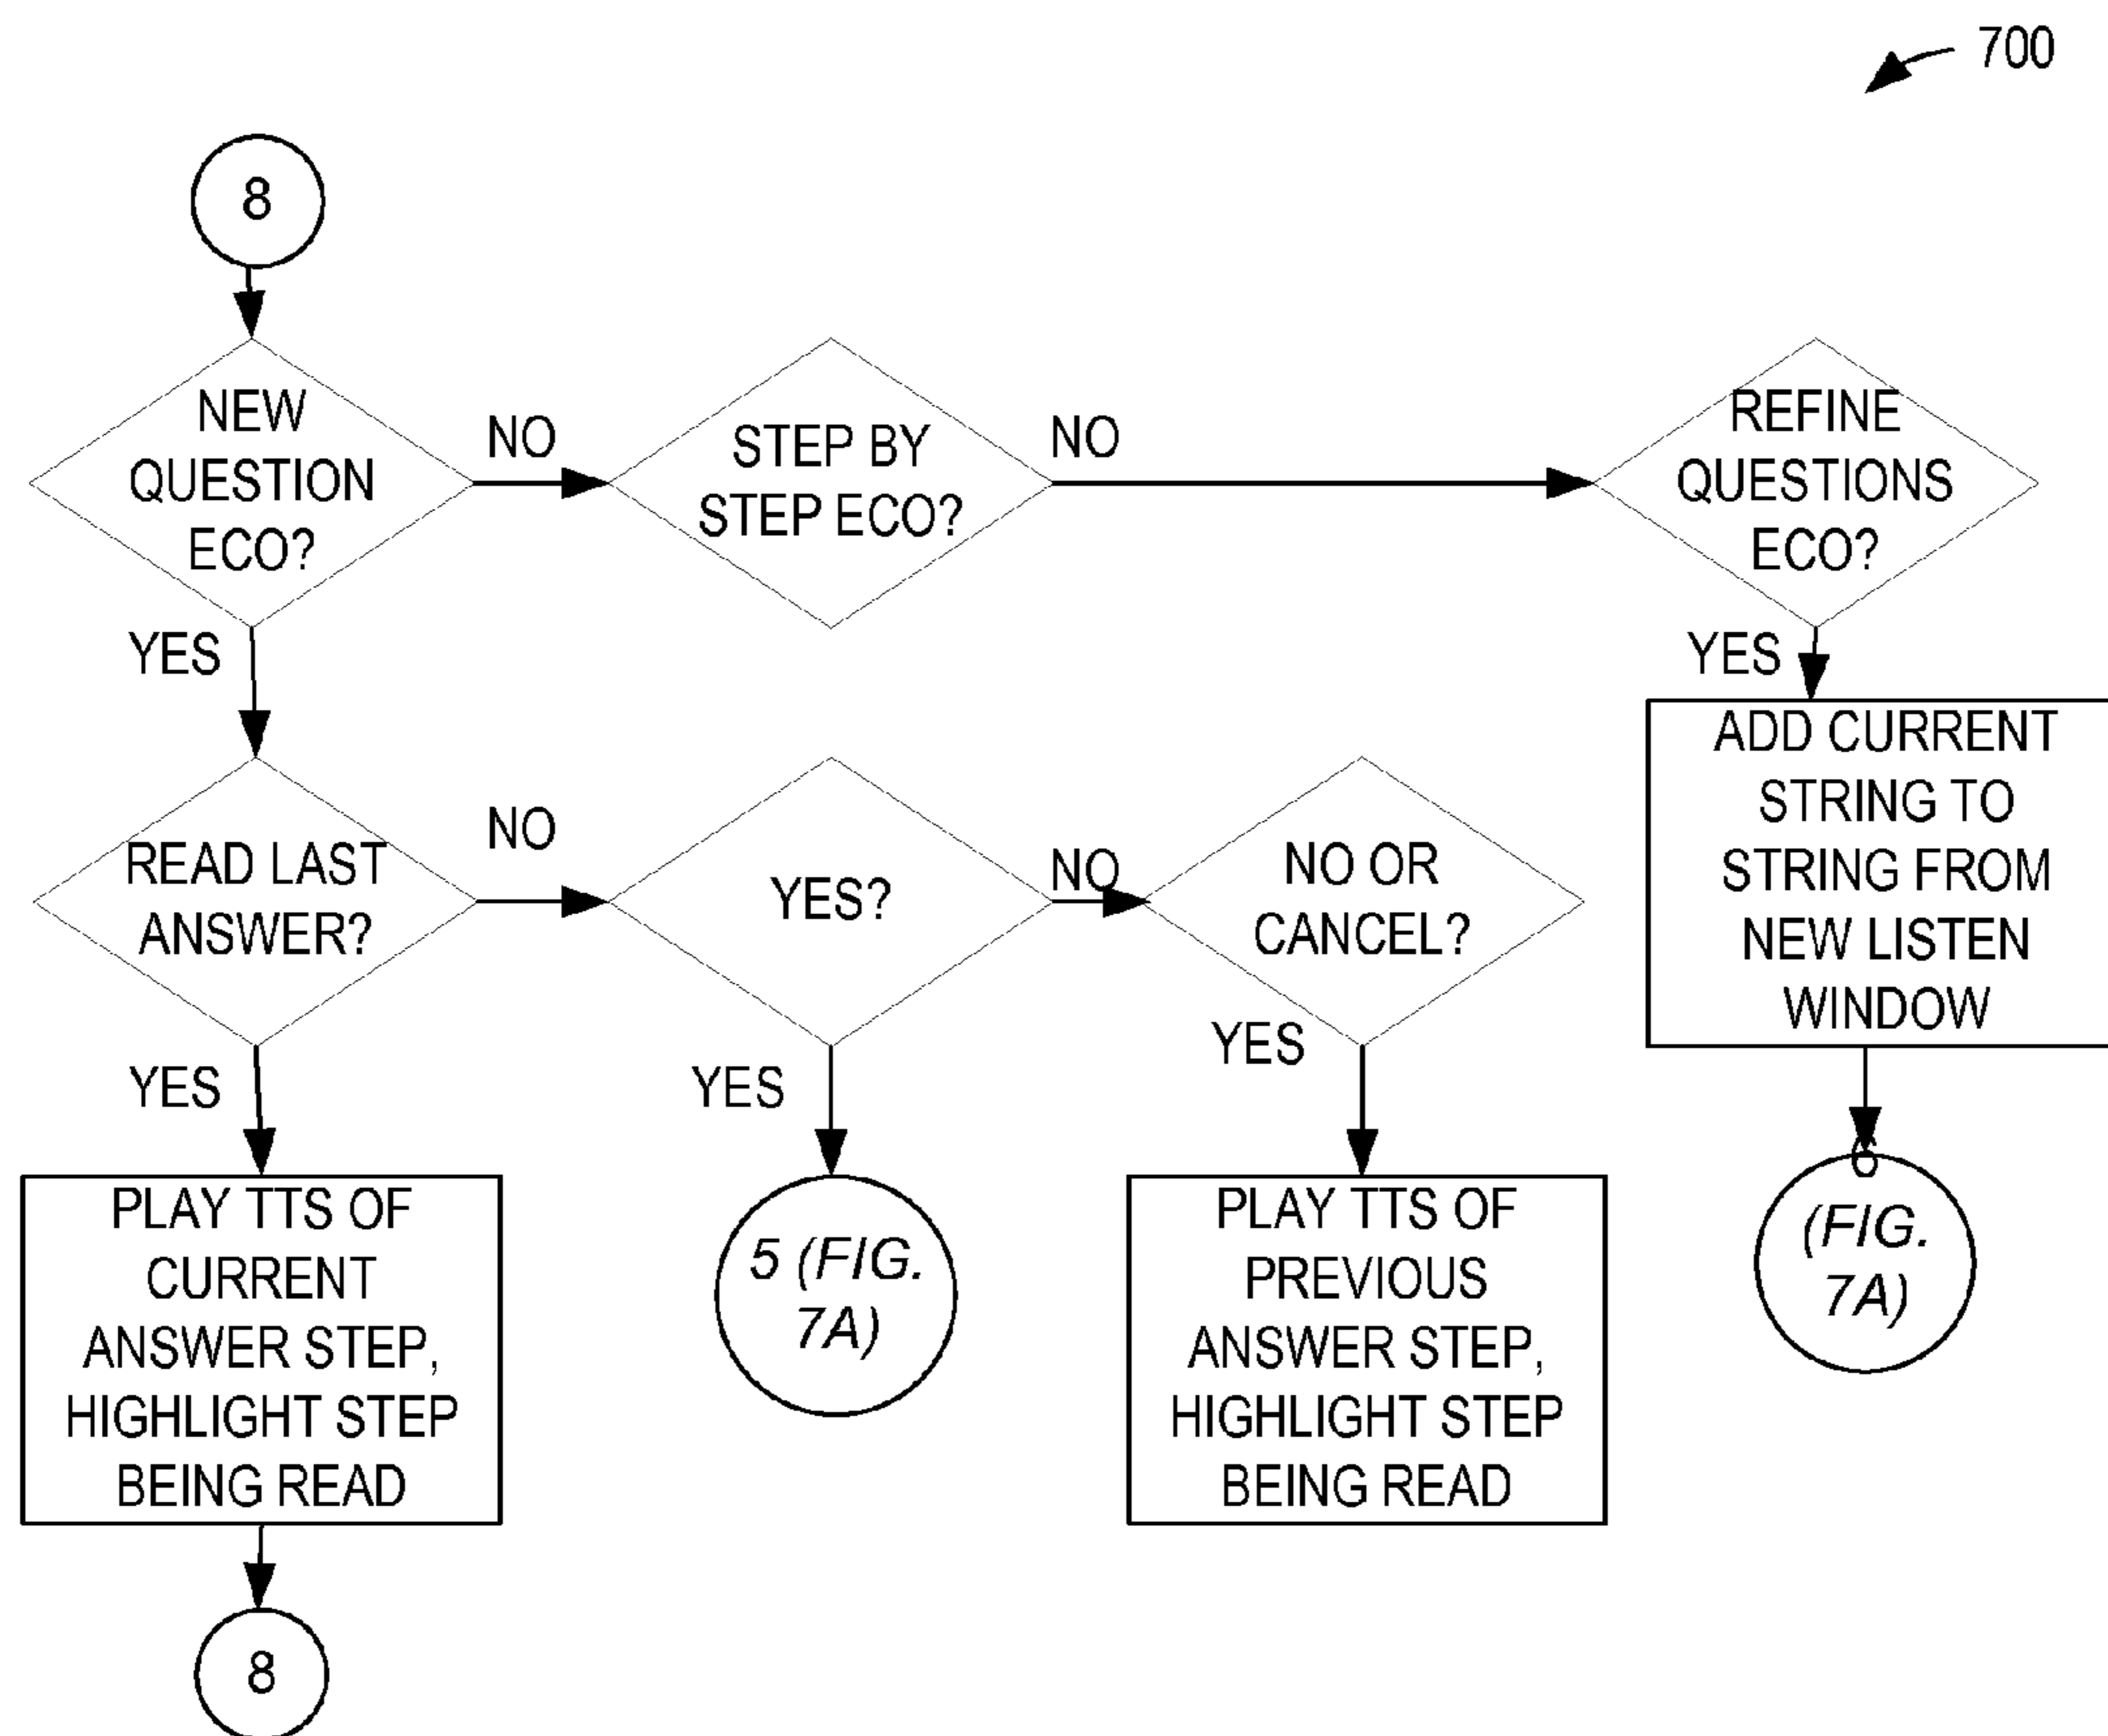 700
8
NEW
QUESTION
ECO?
NO
STEP BY
STEP ECO?
NO
REFINE
QUESTIONS
ECO?
YES
YES
ADD CURRENT
STRING TO
STRING FROM
NEW LISTEN
WINDOW
READ LAST
ANSWER?
NO
YES?
NO
NO OR
CANCEL?
YES
YES
YES
PLAY TTS OF
CURRENT
ANSWER STEP,
HIGHLIGHT STEP
BEING READ
5 (FIG.
7A)
PLAY TTS OF
PREVIOUS
ANSWER STEP,
HIGHLIGHT STEP
BEING READ
6
(FIG.
7A)
8